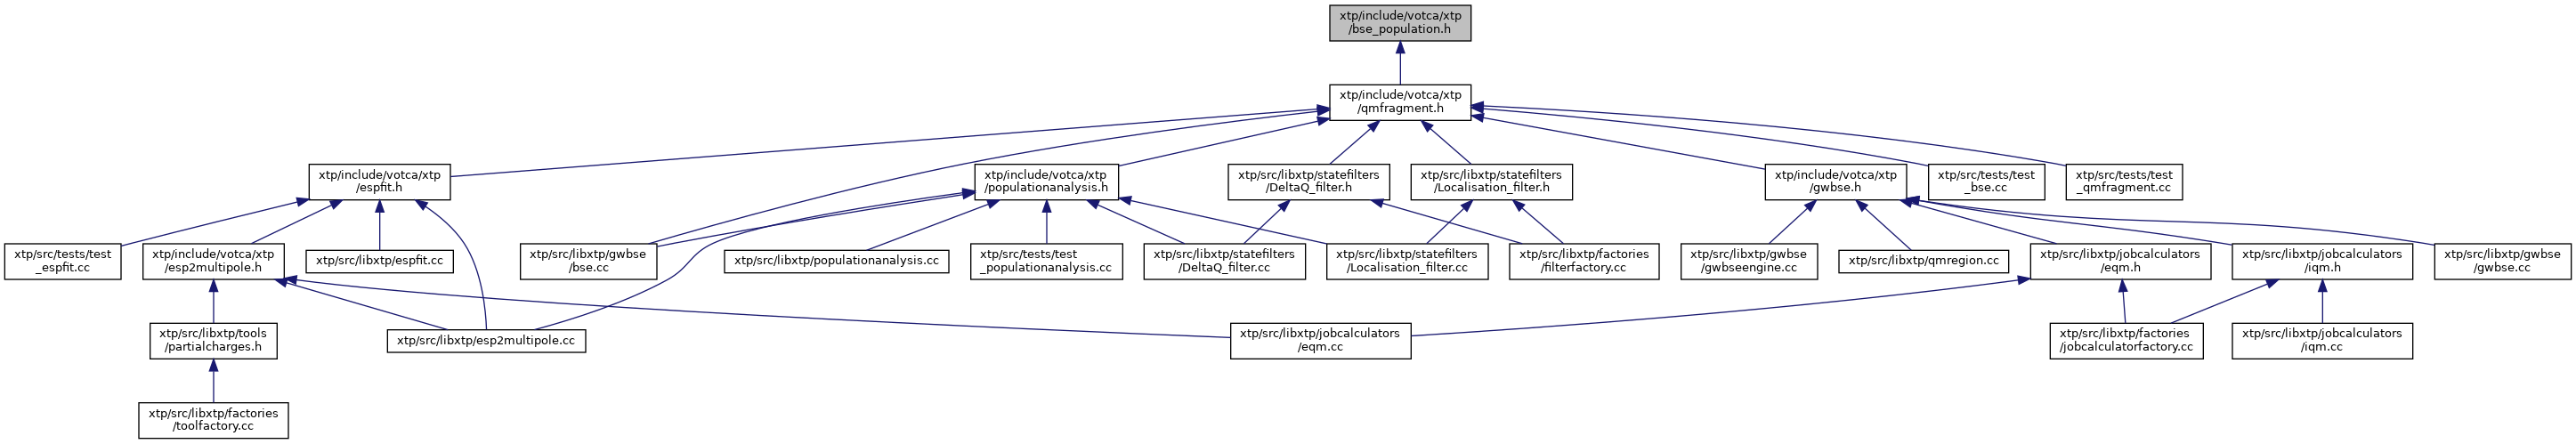 xtp/include/votca/xtp
/bse_population.h
xtp/include/votca/xtp
/qmfragment.h
xtp/include/votca/xtp
/espfit.h
xtp/include/votca/xtp
/populationanalysis.h
xtp/src/libxtp/statefilters
/DeltaQ_filter.h
xtp/src/libxtp/statefilters
/Localisation_filter.h
xtp/include/votca/xtp
/gwbse.h
xtp/src/tests/test
_bse.cc
xtp/src/tests/test
_qmfragment.cc
xtp/src/tests/test
_espfit.cc
xtp/include/votca/xtp
/esp2multipole.h
xtp/src/libxtp/espfit.cc
xtp/src/libxtp/gwbse
/bse.cc
xtp/src/libxtp/populationanalysis.cc
xtp/src/tests/test
_populationanalysis.cc
xtp/src/libxtp/statefilters
/DeltaQ_filter.cc
xtp/src/libxtp/statefilters
/Localisation_filter.cc
xtp/src/libxtp/factories
/filterfactory.cc
xtp/src/libxtp/gwbse
/gwbseengine.cc
xtp/src/libxtp/qmregion.cc
xtp/src/libxtp/jobcalculators
/eqm.h
xtp/src/libxtp/jobcalculators
/iqm.h
xtp/src/libxtp/gwbse
/gwbse.cc
xtp/src/libxtp/tools
/partialcharges.h
xtp/src/libxtp/esp2multipole.cc
xtp/src/libxtp/jobcalculators
/eqm.cc
xtp/src/libxtp/factories
/jobcalculatorfactory.cc
xtp/src/libxtp/jobcalculators
/iqm.cc
xtp/src/libxtp/factories
/toolfactory.cc